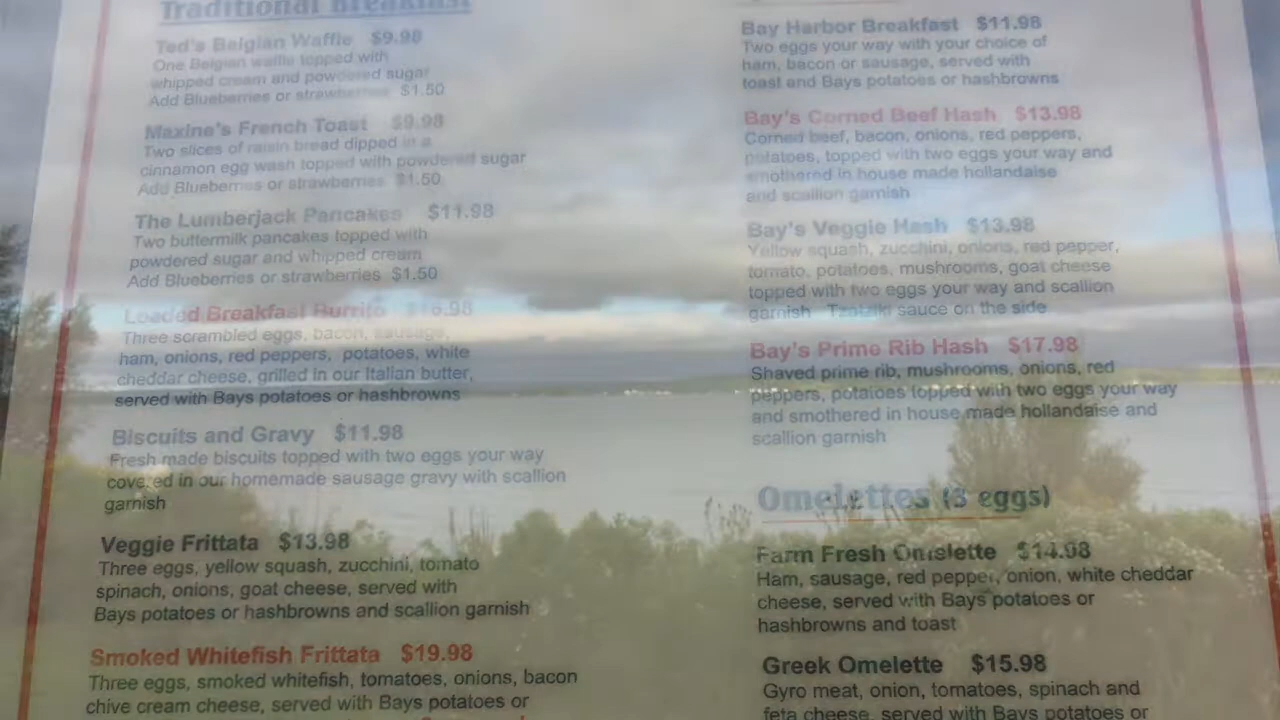 Traditional Breakfast
Ted's Belgian Waffle $9.98
One Belgian waffle topped with
whipped cream and powdered sugar
Add Blueberries or strawberries $1.50
Maxine's French Toast $9.98
Two slices of raisin bread dipped in a
cinnamon egg wash topped with powdered sugar
Add Blueberries or strawberries $1.50
The Lumberjack Pancakes $11.98
Two buttermilk pancakes topped with
powdered sugar and whipped cream
Add Blueberries or strawberries $1.50
Loaded Breakfast Burrito $16.98
Three scrambled eggs, bacon, sausage,
ham, onions, red peppers, potatoes, white
cheddar cheese, grilled in our Italian butter,
served with Bays potatoes or hashbrowns
Biscuits and Gravy $11.98
Fresh made biscuits topped with two eggs your way
covered in our homemade sausage gravy with scallion
garnish
Veggie Frittata $13.98
Three eggs, yellow squash, zucchini, tomato
spinach, onions, goat cheese, served with
Bays potatoes or hashbrowns and scallion garnish
Smoked Whitefish Frittata $19.98
Three eggs, smoked whitefish, tomatoes, onions, bacon
chive cream cheese, served with Bays potatoes or
Bay Harbor Breakfast $11.98
Two eggs your way with your choice of
ham, bacon or sausage, served with
toast and Bays potatoes or hashbrowns
Bay's Corned Beef Hash $13.98
Corned beef, bacon, onions, red peppers,
potatoes, topped with two eggs your way and
smothered in house made hollandaise
and scallion garnish
Bay's Veggie Hash $13.98
Yellow squash, zucchini, onions, red pepper,
tomato, potatoes, mushrooms, goat cheese
topped with two eggs your way and scallion
garnish Tzatziki sauce on the side
Bay's Prime Rib Hash $17.98
Shaved prime rib, mushrooms, onions, red
peppers, potatoes topped with two eggs your way
and smothered in house made hollandaise and
scallion garnish
Omelettes (3 eggs)
Farm Fresh Omelette $14.98
Ham, sausage, red pepper, onion, white cheddar
cheese, served with Bays potatoes or
hashbrowns and toast
Greek Omelette $15.98
Gyro meat, onion, tomatoes, spinach and
feta cheese, served with Bays potatoes or